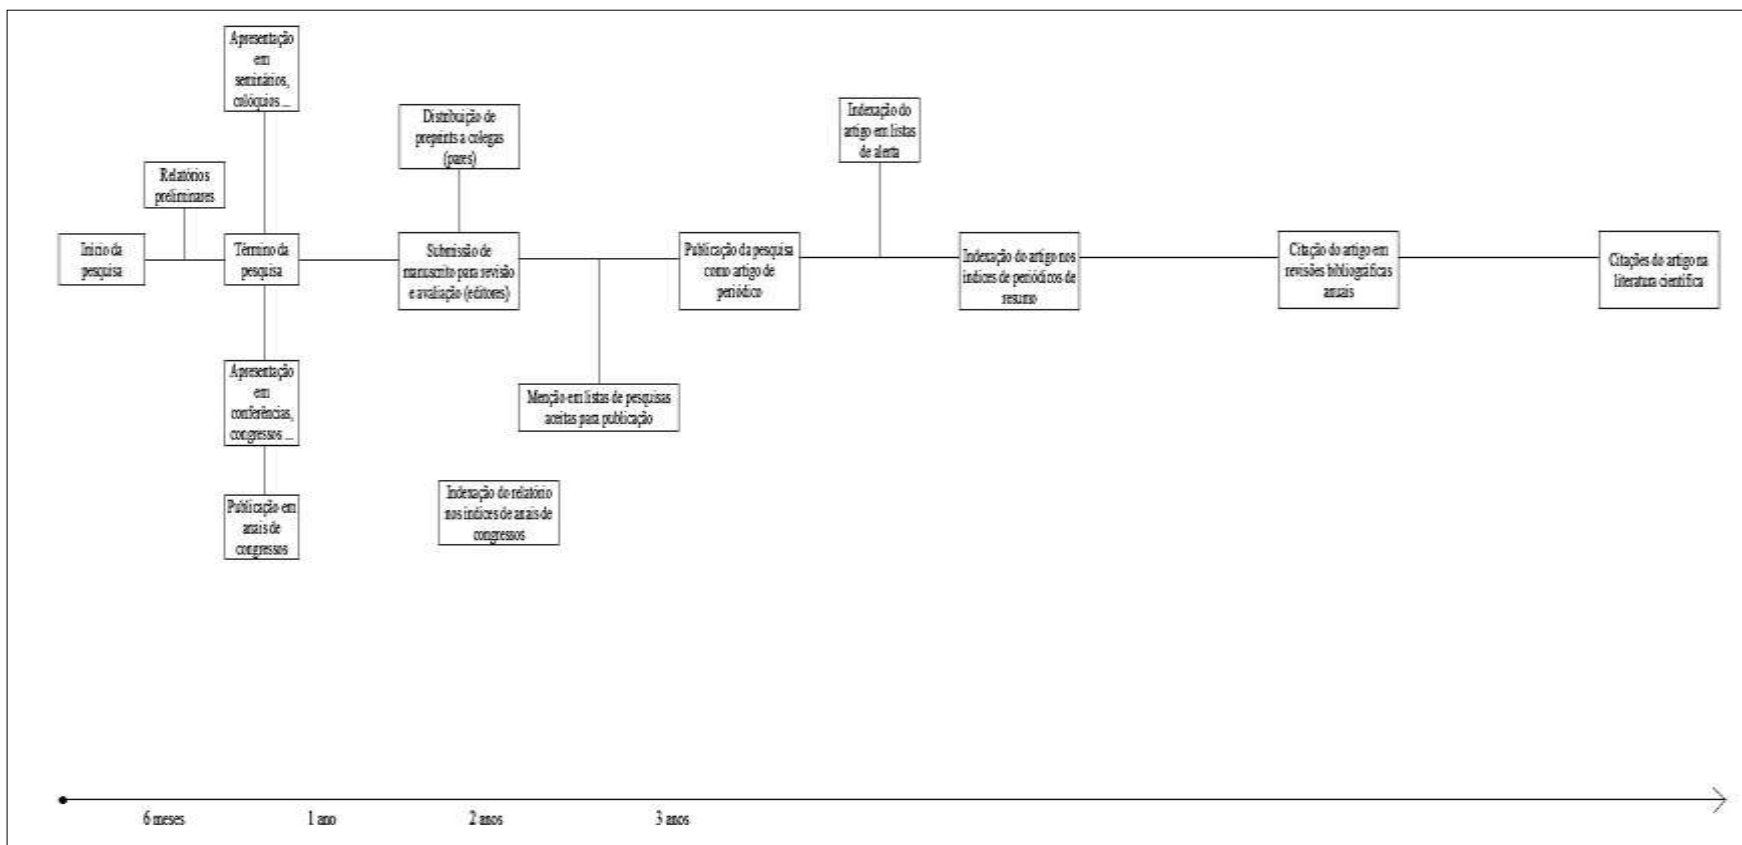 Apresentação
em
seminários,
colóquios ...
Distribuição de
preprints a colegas
(pares)
Indexação do
artigo em listas
de alerta
Relatórios
preliminares
Início da
pesquisa
Término da
pesquisa
Submissão de
manuscrito para revisão
e avaliação (editores)
Publicação da pesquisa
como artigo de
periódico
Indexação do artigo nos
índices de periódicos de
resumo
Citação do artigo em
revisões bibliográficas
anuais
Citações do artigo na
literatura científica
Apresentação
em
conferências,
congressos ...
Menção em listas de pesquisas
aceitas para publicação
Publicação em
anais de
congressos
Indexação do relatório
nos índices de anais de
congressos
6 meses
1 ano
2 anos
3 anos